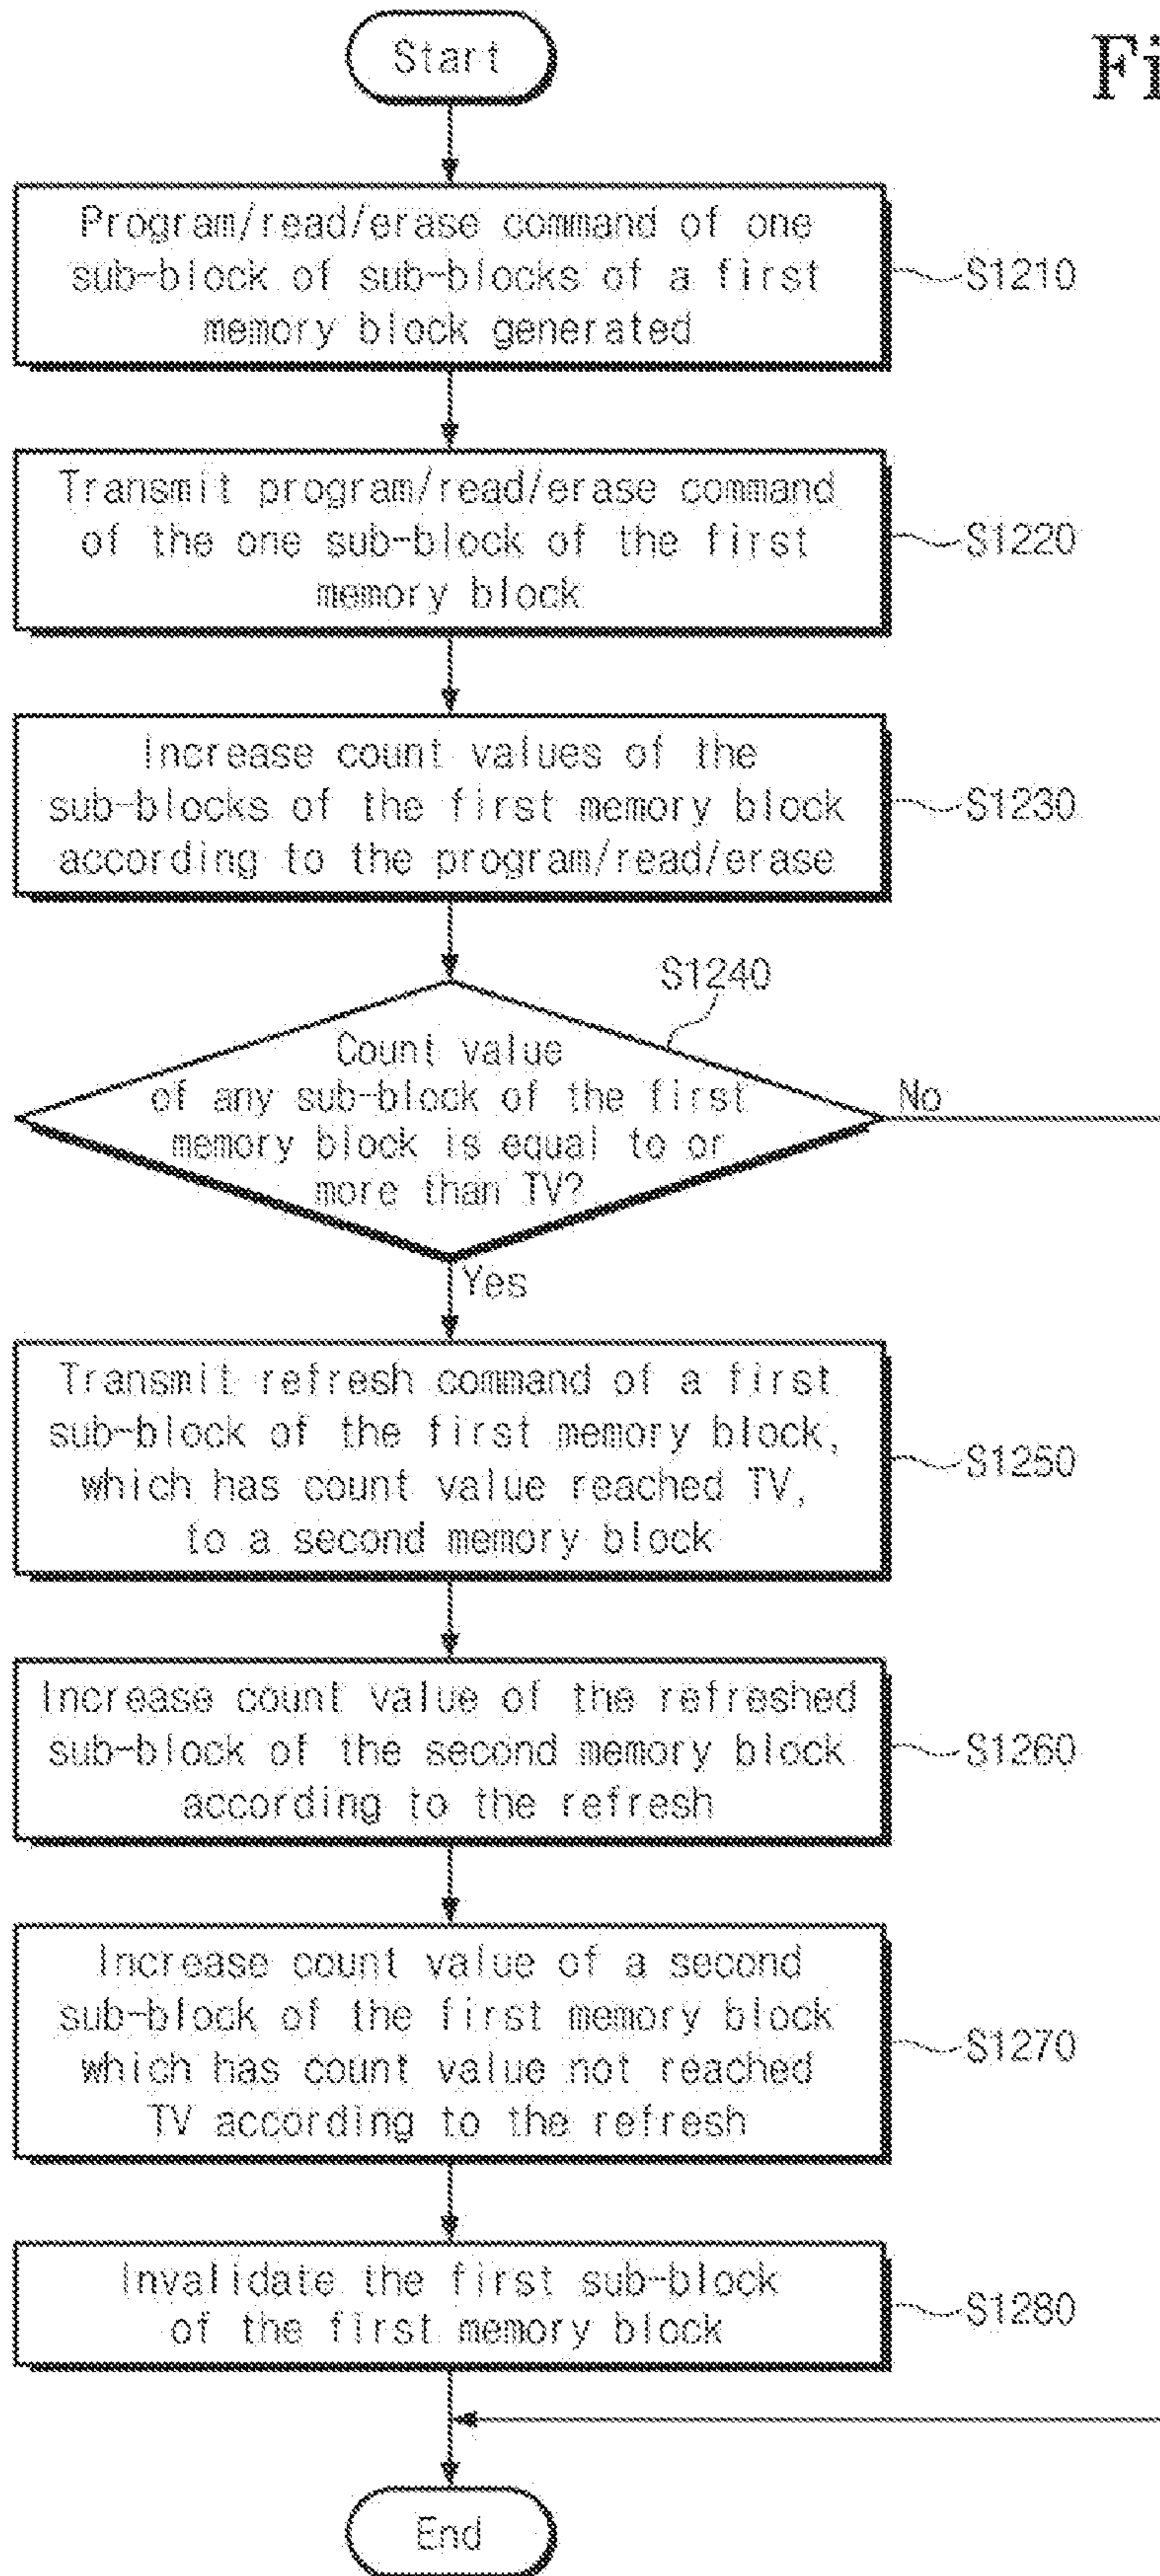 Fi
Start
Program/read/erase command of one
sub-block of sub-blocks of a first
memory block generated
S1210
Transmit program/read/erase command
of the one sub-block of the first
memory block
S1220
Increase count values of the
sub-blocks of the first memory block
according to the program/read/erase
S1230
S1240
Count value
of any sub-block of the first
memory block is equal to or
more than TV?
No
Yes
Transmit refresh command of a first
sub-block of the first memory block,
which has count value reached TV,
to a second memory block
S1250
Increase count value of the refreshed
sub-block of the second memory block
according to the refresh
S1260
Increase count value of a second
sub-block of the first memory block
which has count value not reached
TV according to the refresh
S1270
Invalidate the first sub-block
of the first memory block
S1280
End